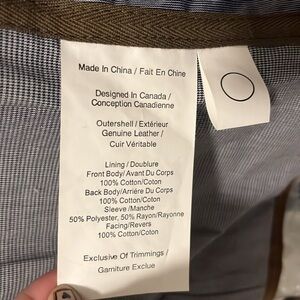 Made In China / Fait En Chine
Designed In Canada /
Conception Canadienne
Outershell / Extérieur
Genuine Leather /
Cuir Véritable
Lining / Doublure
Front Body/ Avant Du Corps
100% Cotton/Coton
Back Body/Arriére Du Corps
100% Cotton/Coton
Sleeve /Manche
50% Polyester, 50% Rayon/Rayonne
Facing/Revers
100% Cotton/Coton
Exclusive Of Trimmings /
Garniture Exclue